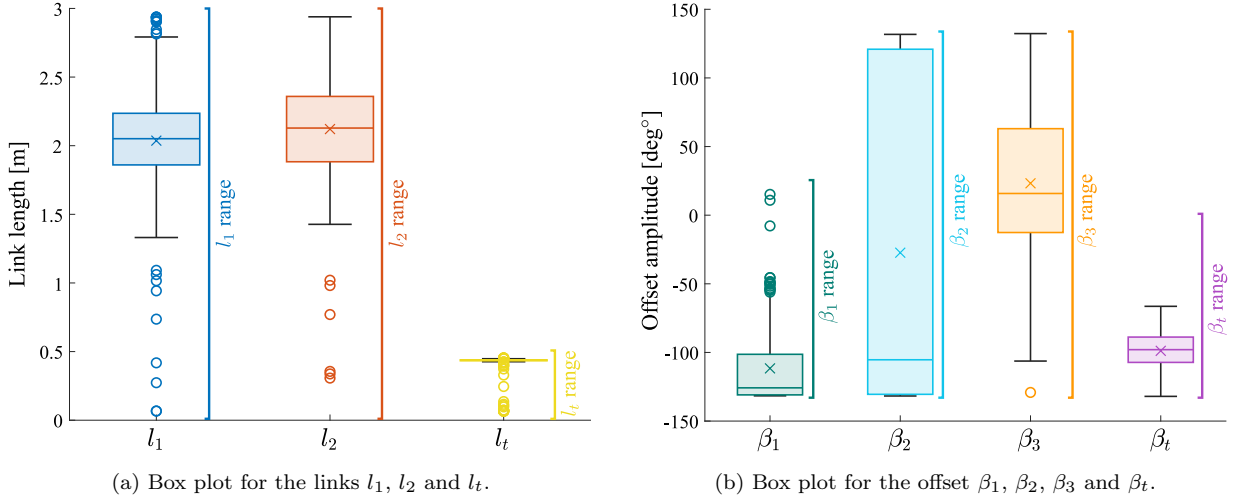 3
2.5
2
1.5
1
0.5
0
Link length [m]
l₁ range
l₂ range
lₜ range
l₁
l₂
lₜ
(a) Box plot for the links l₁, l₂ and lₜ.
150
100
50
0
-50
-100
-150
Offset amplitude [deg°]
β₁ range
β₂ range
β₃ range
βₜ range
β₁
β₂
β₃
βₜ
(b) Box plot for the offset β₁, β₂, β₃ and βₜ.